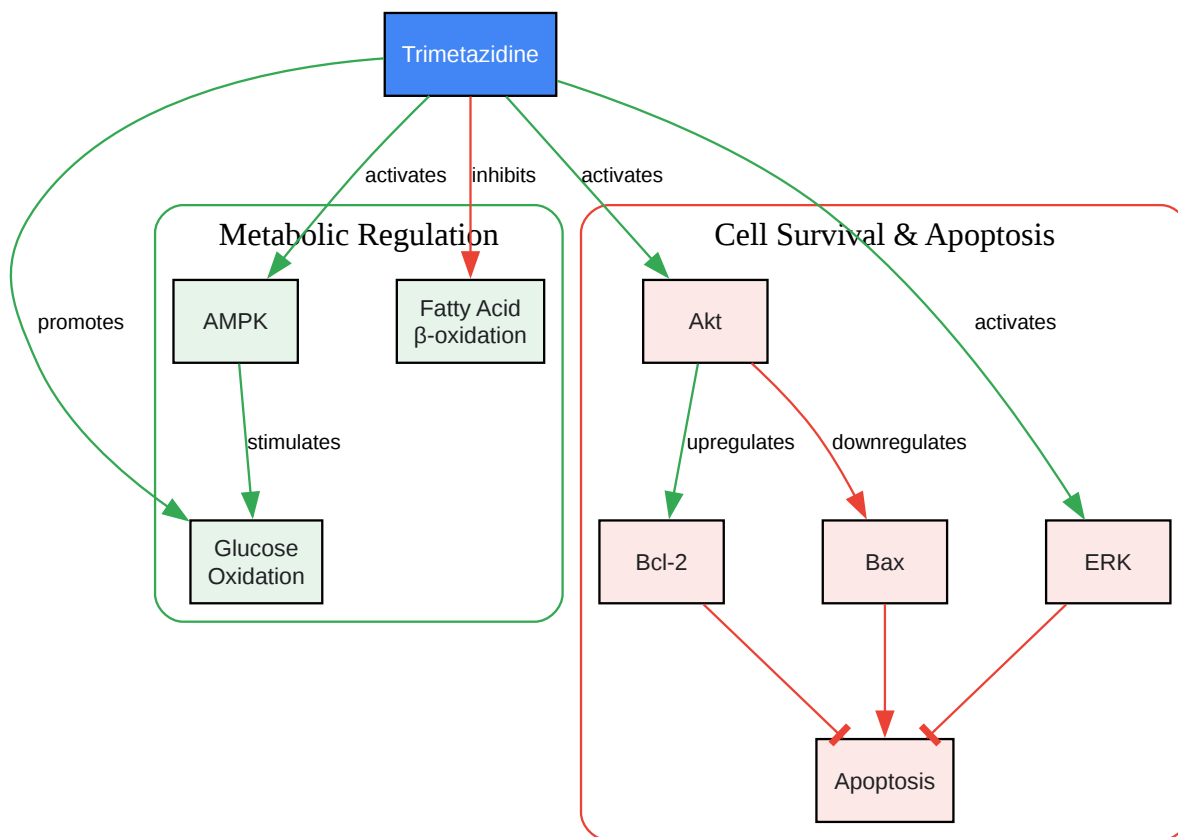 Trimetazidine
activates
inhibits
activates
Metabolic Regulation
Cell Survival & Apoptosis
AMPK
Fatty Acid
β-oxidation
Akt
promotes
activates
stimulates
upregulates
downregulates
Glucose
Oxidation
Bcl-2
Bax
ERK
Apoptosis